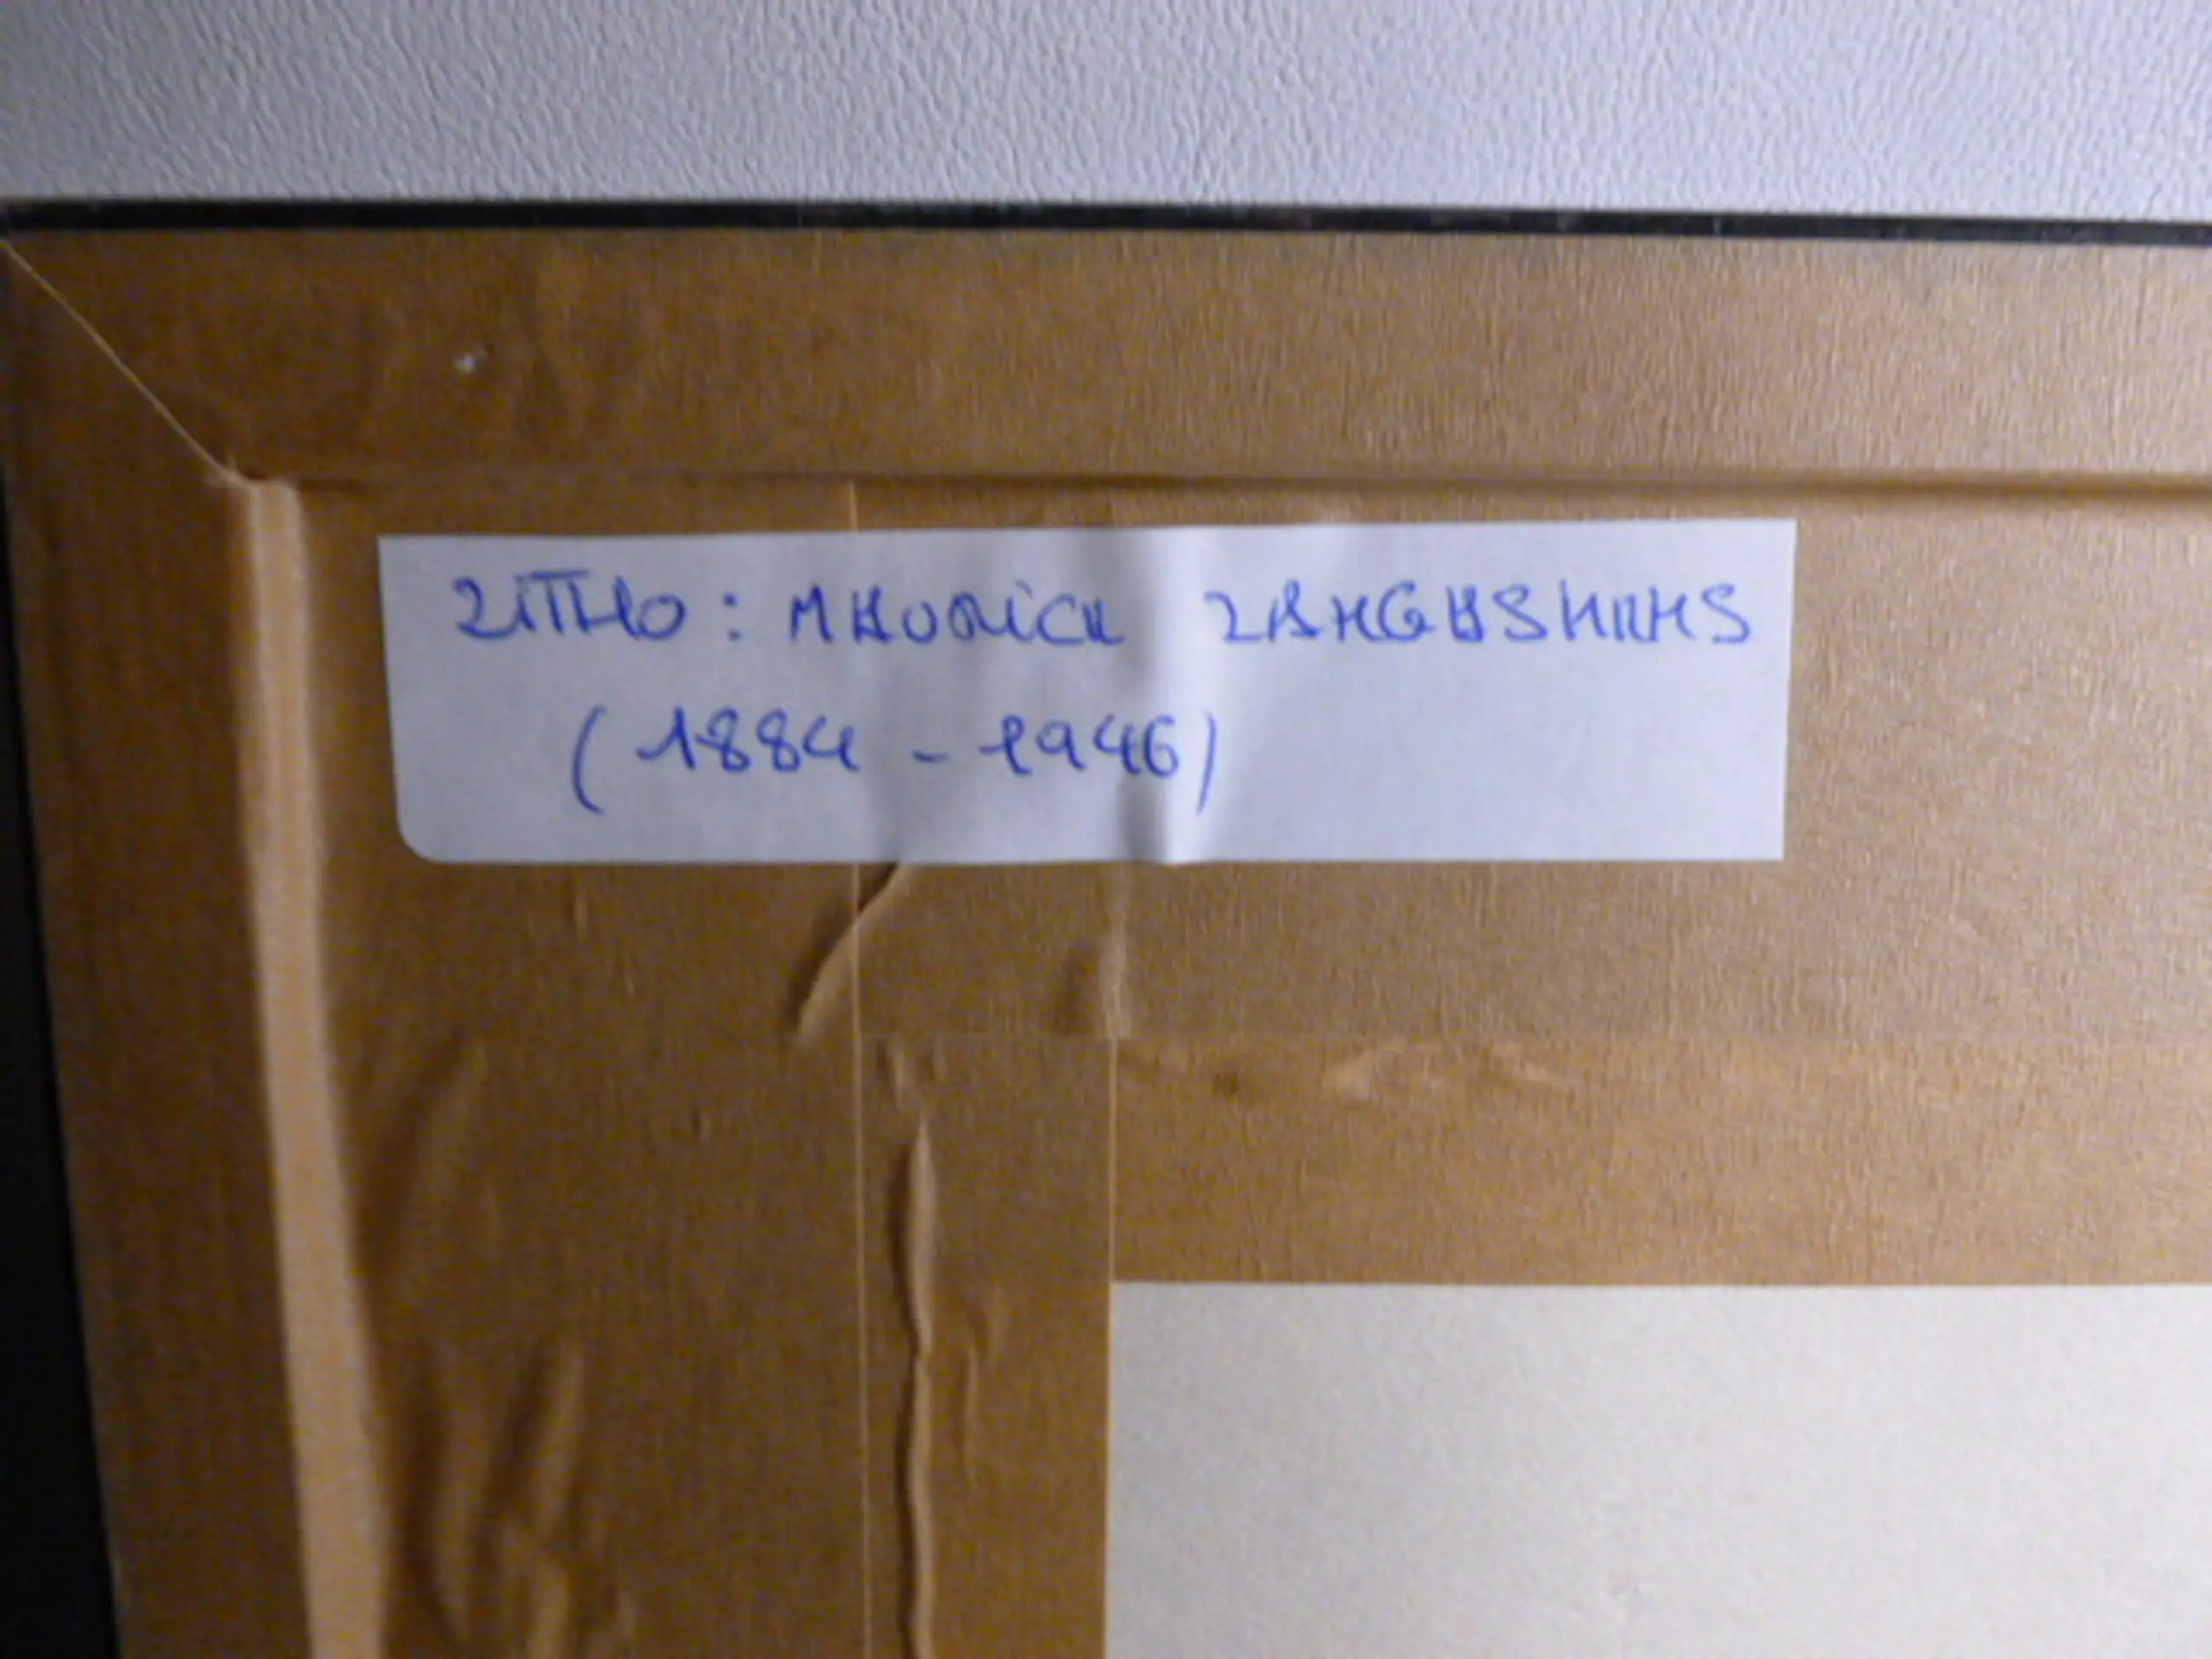 LITHO: MAURICE LANGASKENS
(1884 - 1946)